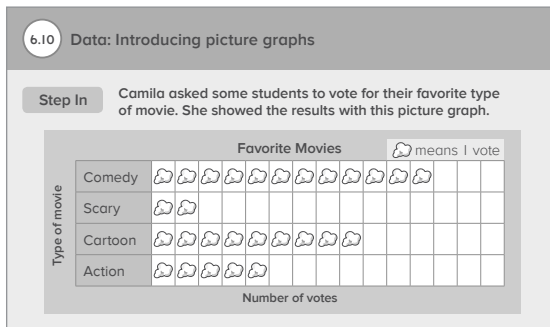 6.10 Data: Introducing picture graphs
Step In
Camila asked some students to vote for their favorite type
of movie. She showed the results with this picture graph.
Favorite Movies
means 1 vote
Type of movie
Comedy
Scary
Cartoon
Action
Number of votes